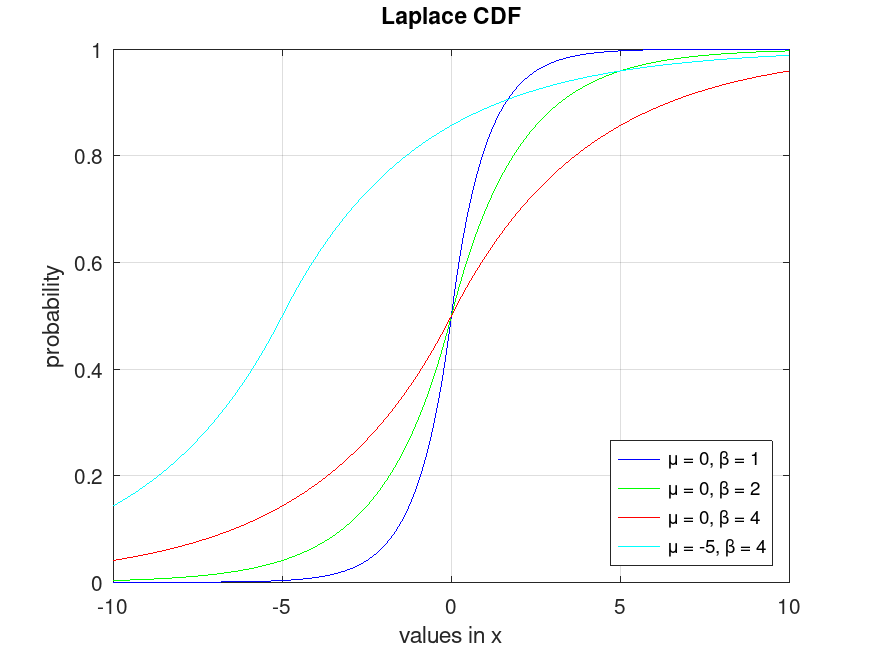 Laplace CDF
1
0.8
0.6
0.4
0.2
0
probability
-10
-5
0
5
10
values in x
μ = 0, β = 1
μ = 0, β = 2
μ = 0, β = 4
μ = -5, β = 4